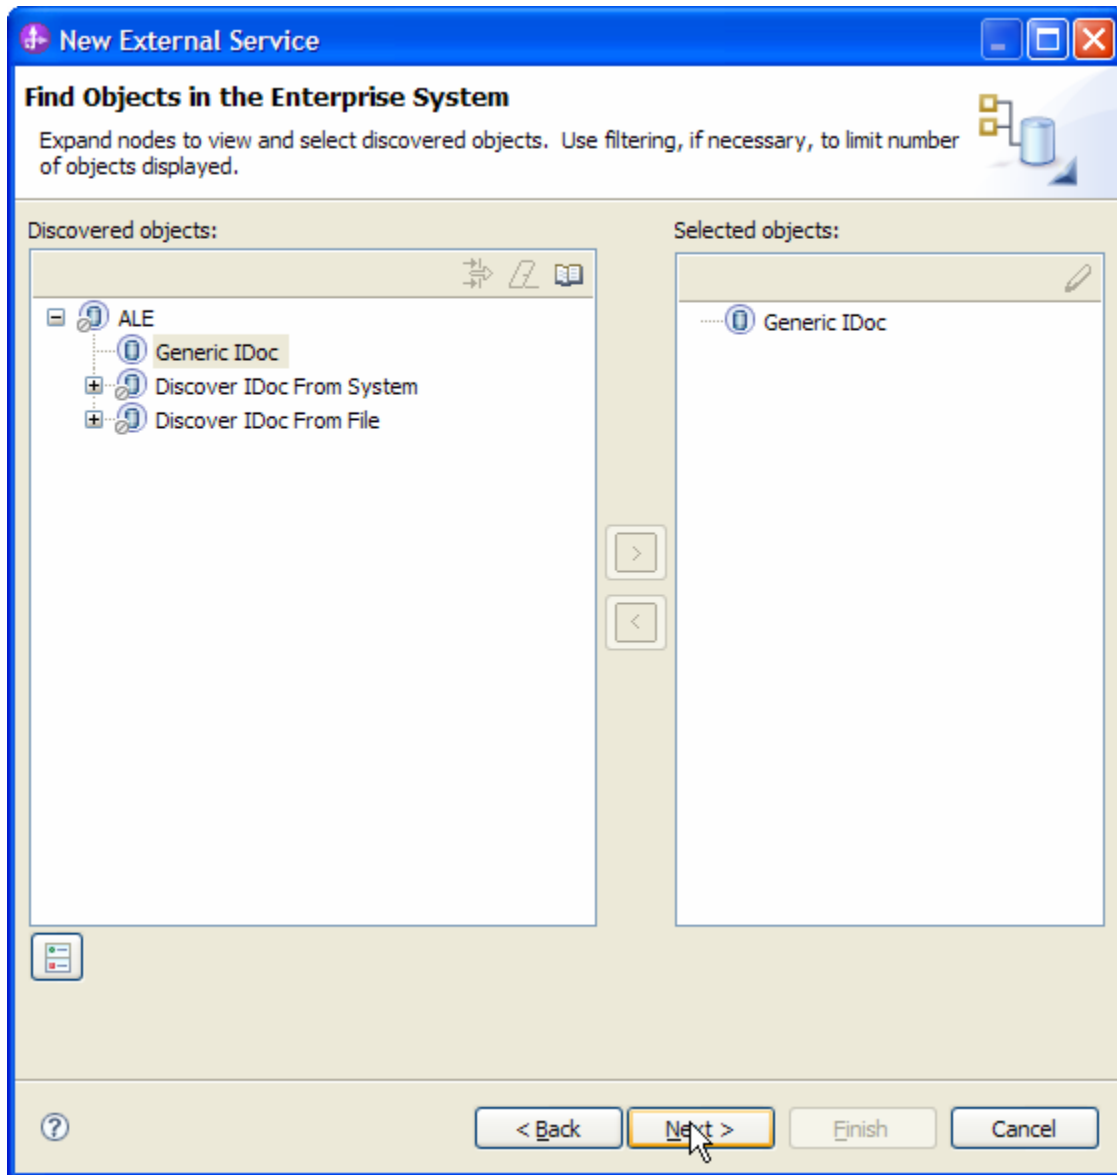 New External Service
Find Objects in the Enterprise System
Expand nodes to view and select discovered objects.  Use filtering, if necessary, to limit number
of objects displayed.
Discovered objects:
Selected objects:
ALE
Generic IDoc
Discover IDoc From System
Discover IDoc From File
Generic IDoc
>
<
?
< Back
Next >
Finish
Cancel